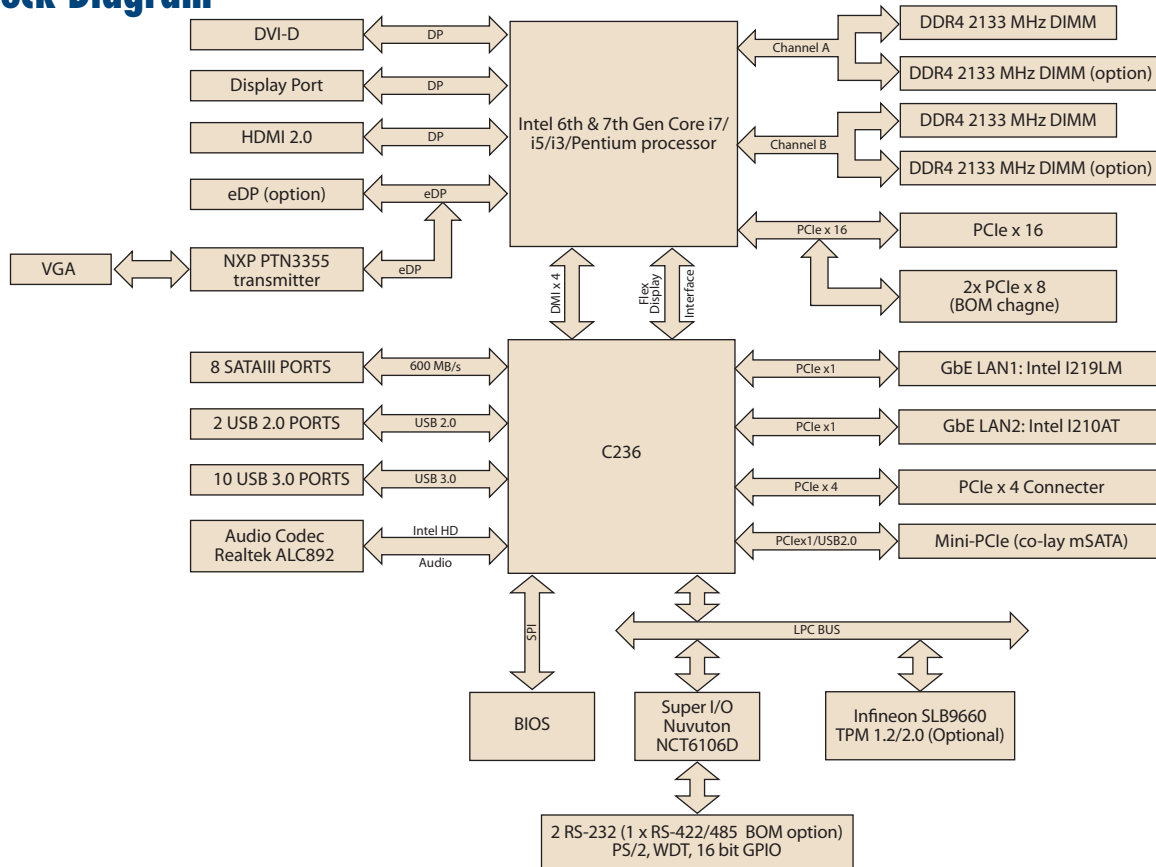 Diagram
DVI-D
DP
DDR4 2133 MHz DIMM
Channel A
Display Port
DP
DDR4 2133 MHz DIMM (option)
HDMI 2.0
DP
Intel 6th & 7th Gen Core i7/
i5/i3/Pentium processor
DDR4 2133 MHz DIMM
Channel B
DDR4 2133 MHz DIMM (option)
eDP (option)
eDP
PCIe x 16
PCIe x 16
VGA
NXP PTN3355
transmitter
eDP
DMI x 4
Flex
Display
Interface
2x PCIe x 8
(BOM chagne)
8 SATAIII PORTS
600 MB/s
PCIe x1
GbE LAN1: Intel I219LM
2 USB 2.0 PORTS
USB 2.0
PCIe x1
GbE LAN2: Intel I210AT
C236
10 USB 3.0 PORTS
USB 3.0
PCIe x 4
PCIe x 4 Connecter
Audio Codec
Realtek ALC892
Intel HD
Audio
PCIex1/USB2.0
Mini-PCIe (co-lay mSATA)
SPI
LPC BUS
BIOS
Super I/O
Nuvuton
NCT6106D
Infineon SLB9660
TPM 1.2/2.0 (Optional)
2 RS-232 (1 x RS-422/485 BOM option)
PS/2, WDT, 16 bit GPIO